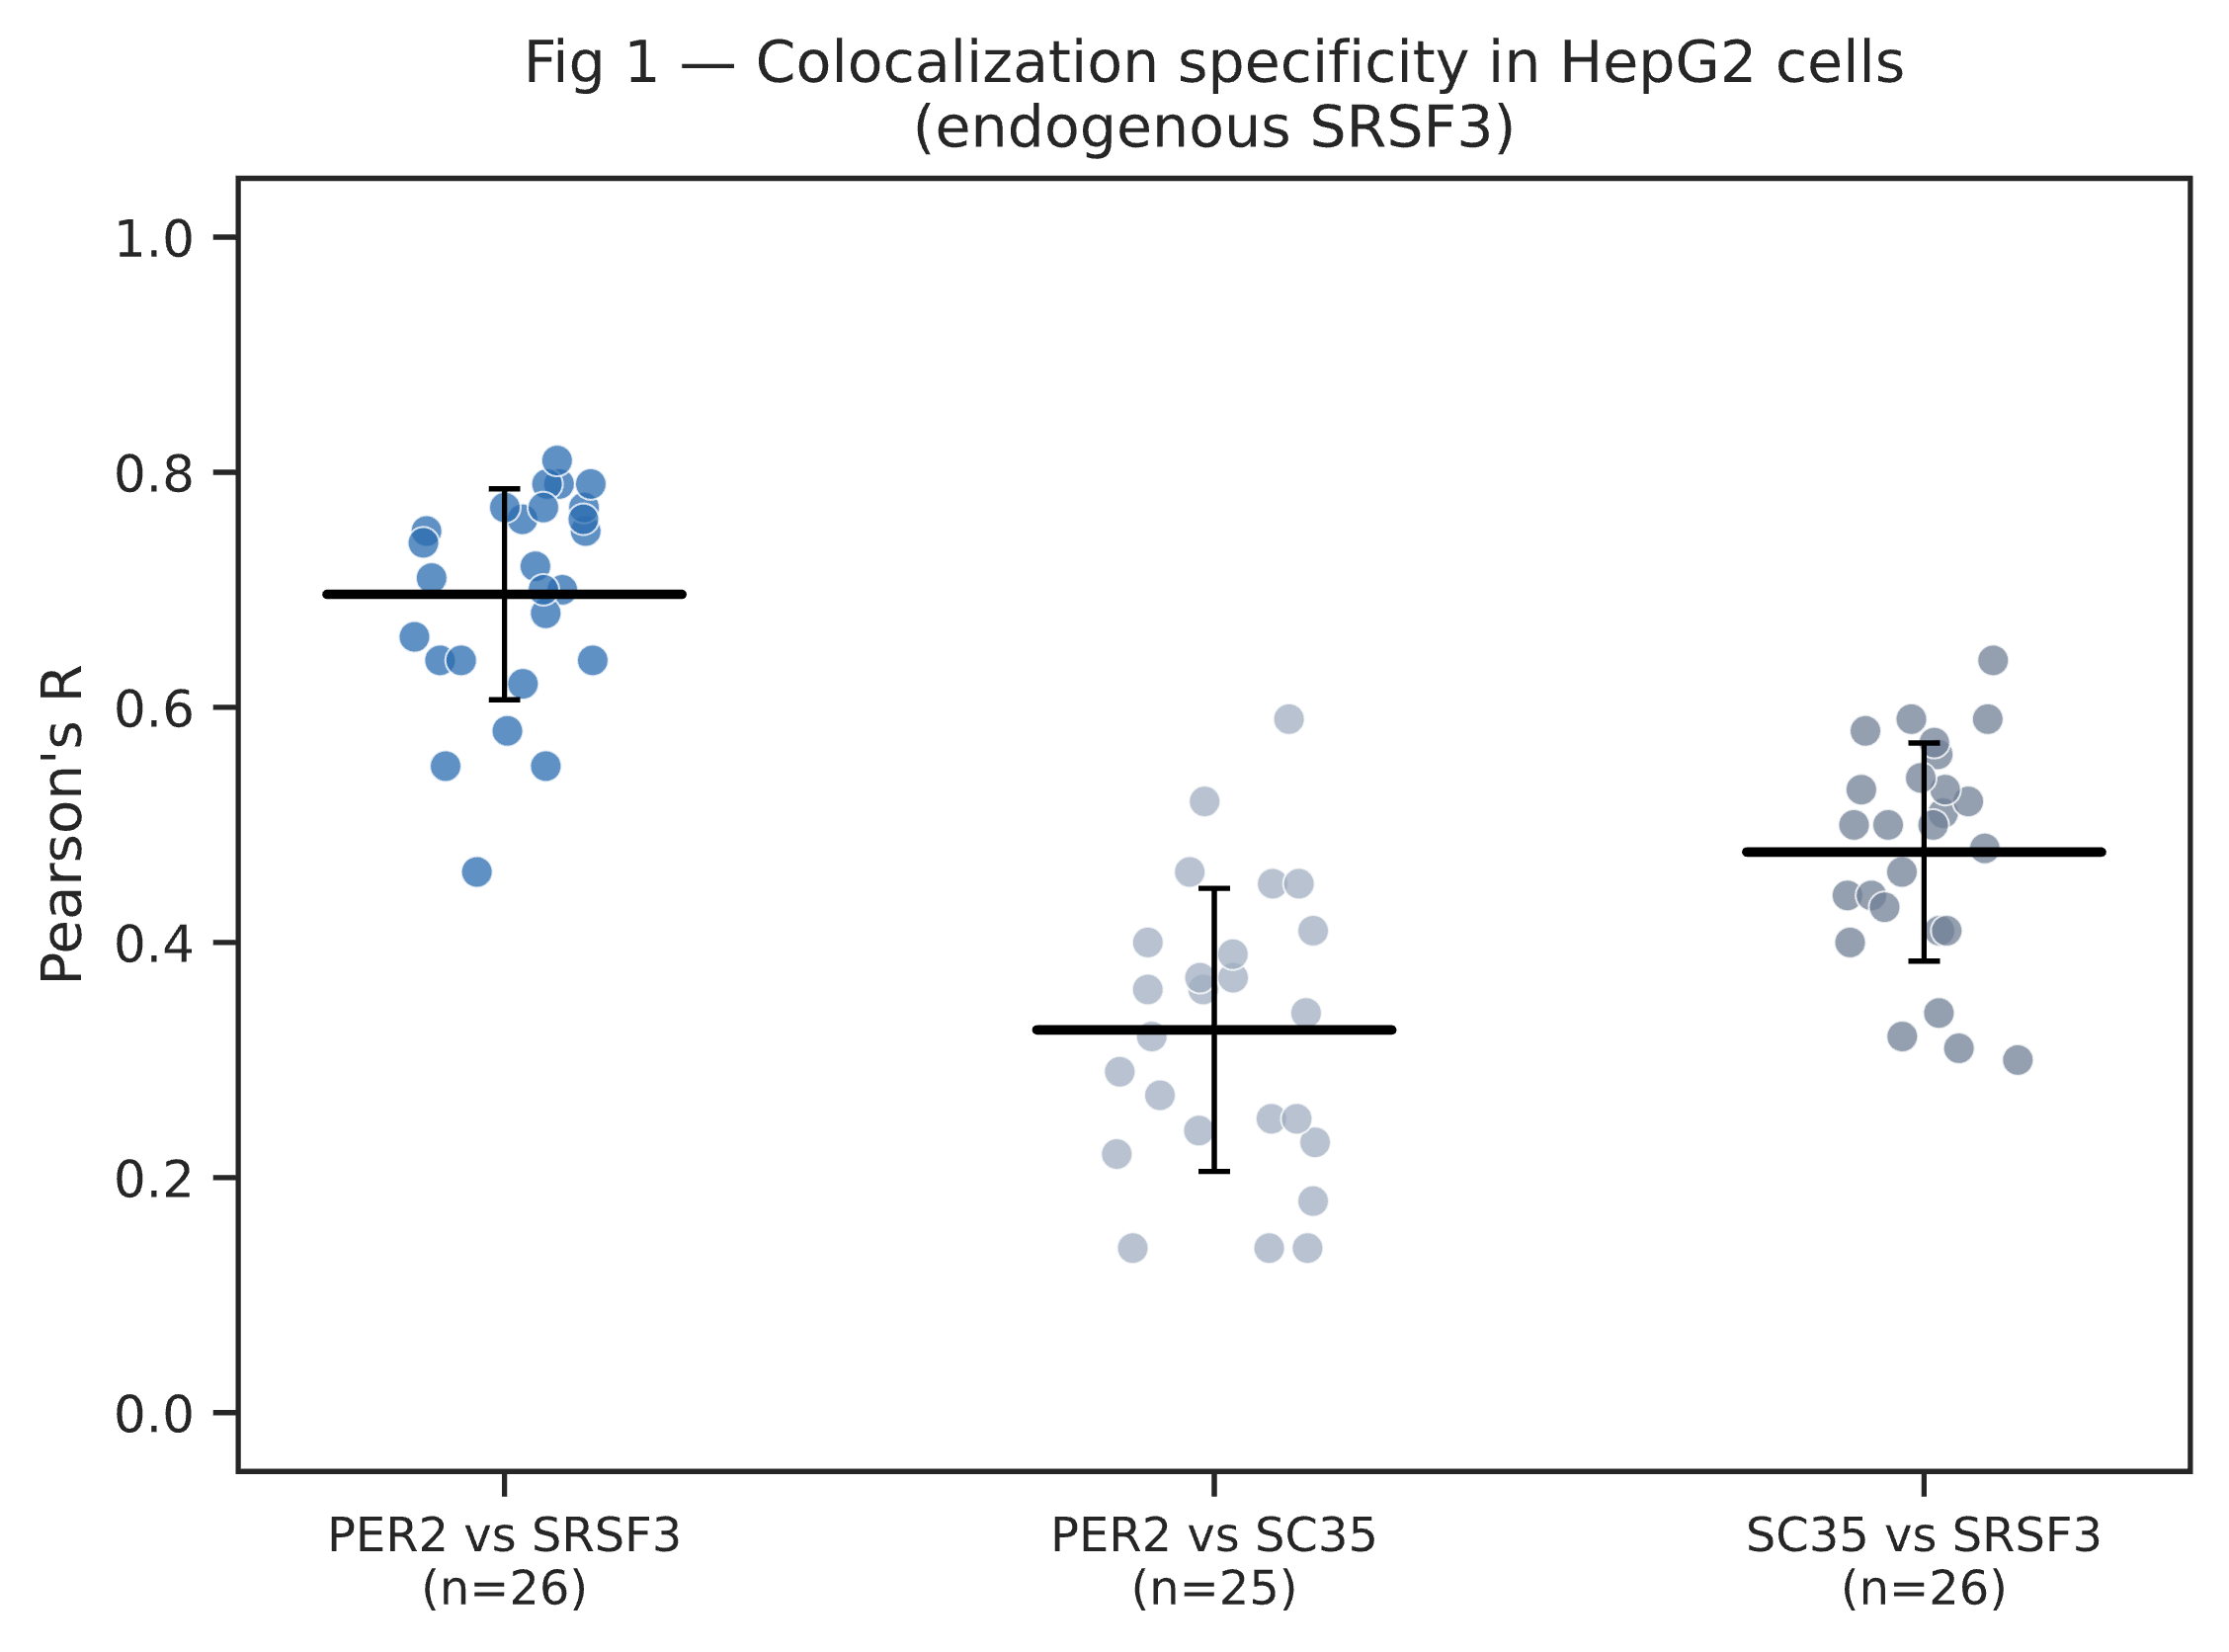 Fig 1 — Colocalization specificity in HepG2 cells
(endogenous SRSF3)
Pearson's R
1.0
0.8
0.6
0.4
0.2
0.0
PER2 vs SRSF3
(n=26)
PER2 vs SC35
(n=25)
SC35 vs SRSF3
(n=26)